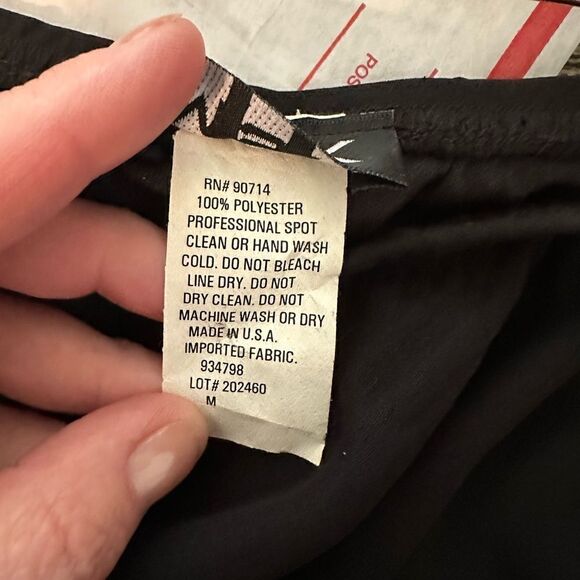 POS
RN# 90714
100% POLYESTER
PROFESSIONAL SPOT
CLEAN OR HAND WASH
COLD. DO NOT BLEACH
LINE DRY. DO NOT
DRY CLEAN. DO NOT
MACHINE WASH OR DRY
MADE IN U.S.A.
IMPORTED FABRIC.
934798
LOT# 202460
M